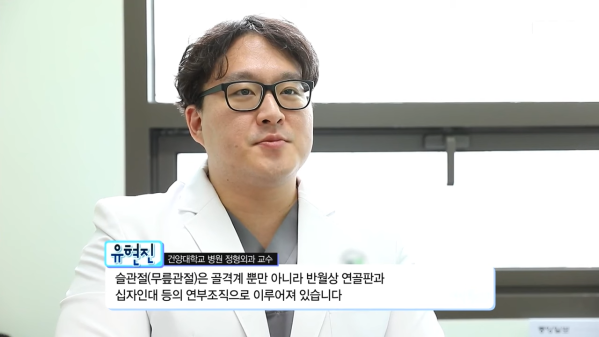 유현진
건양대학교 병원 정형외과 교수
슬관절(무릎관절)은 골격계 뿐만 아니라 반월상 연골판과
십자인대 등의 연부조직으로 이루어져 있습니다